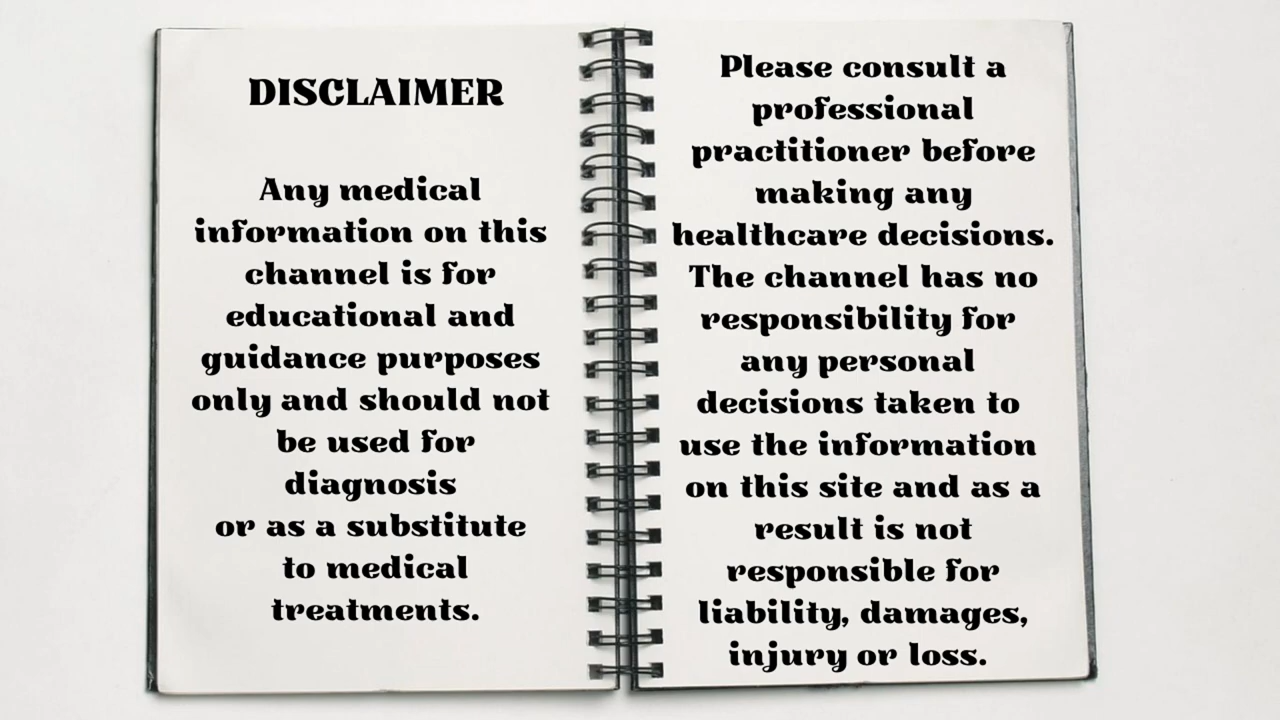 DISCLAIMER
Any medical
information on this
channel is for
educational and
guidance purposes
only and should not
be used for
diagnosis
or as a substitute
to medical
treatments.
Please consult a
professional
practitioner before
making any
healthcare decisions.
The channel has no
responsibility for
any personal
decisions taken to
use the information
on this site and as a
result is not
responsible for
liability, damages,
injury or loss.